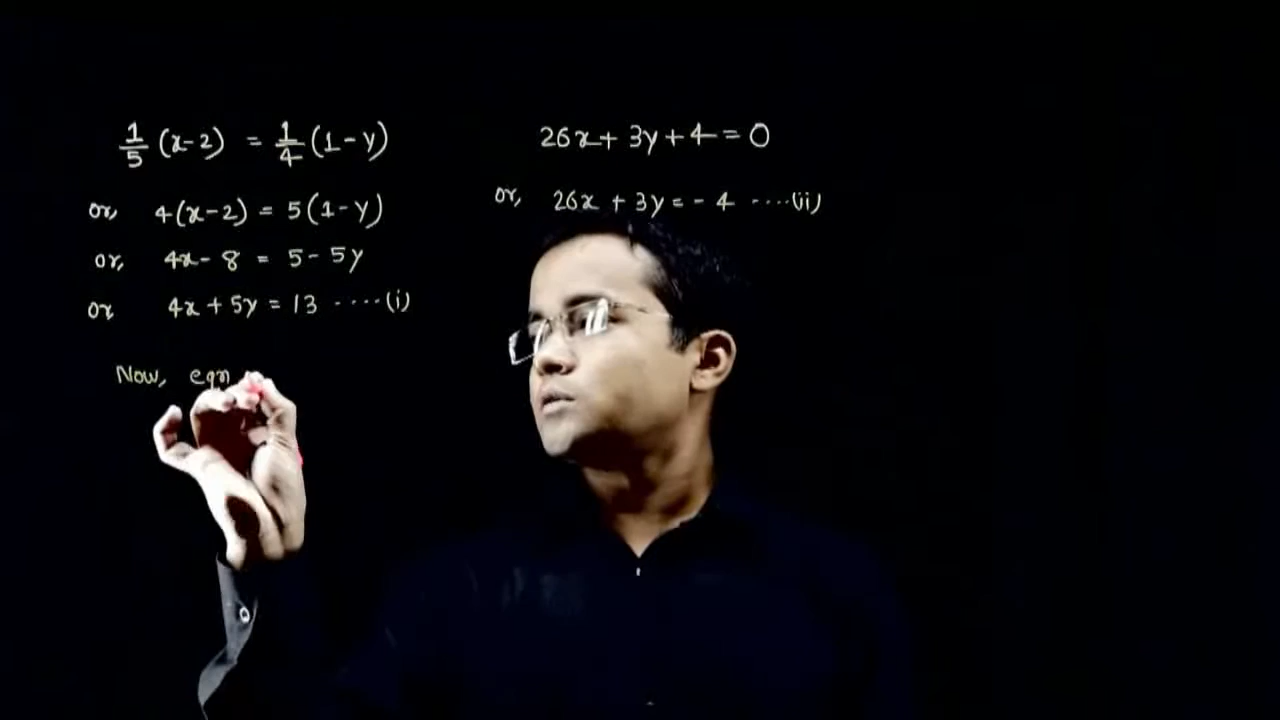 1/5 (x-2) = 1/4 (1-y)
or, 4(x-2) = 5(1-y)
or, 4x - 8 = 5 - 5y
or 4x + 5y = 13 ----(i)
Now, eqn
26x + 3y + 4 = 0
or, 26x + 3y = - 4 ----(ii)